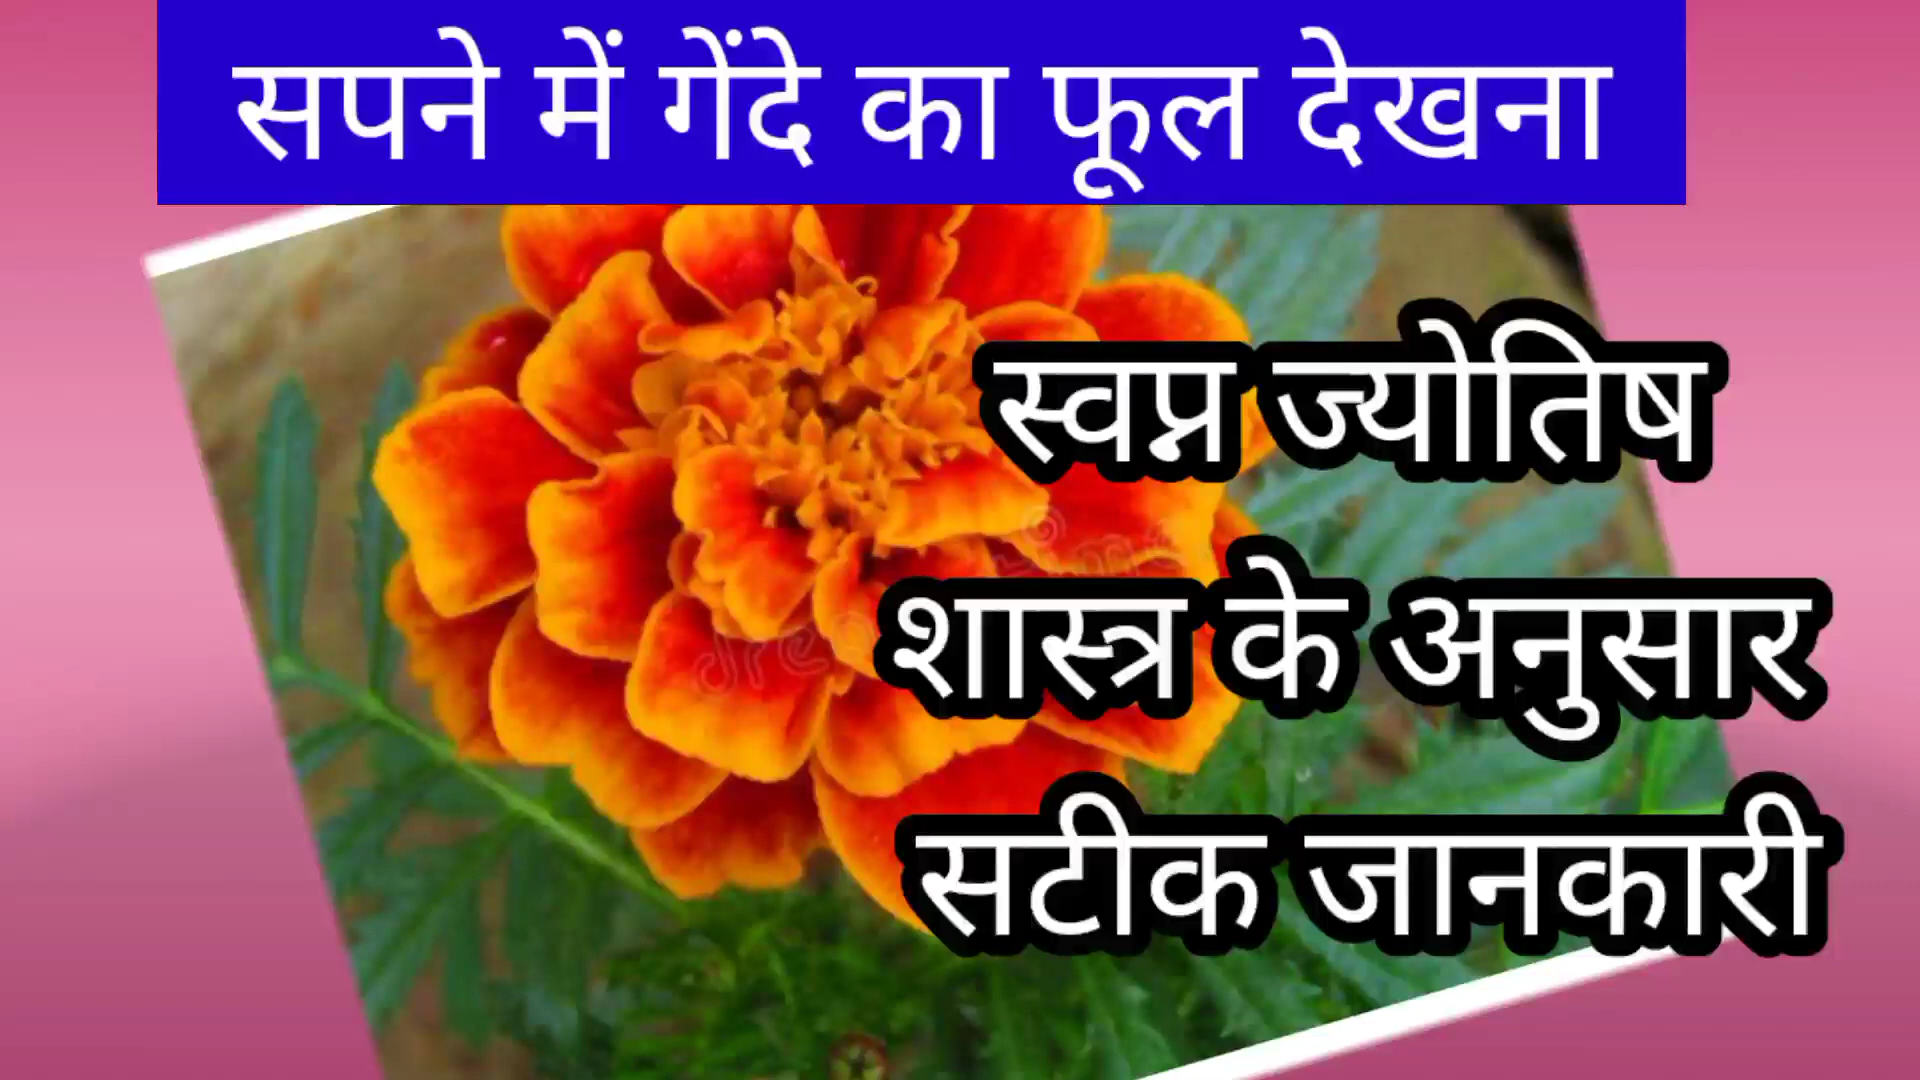 सपने में गेंदे का फूल देखना
स्वप्न ज्योतिष
शास्त्र के अनुसार
सटीक जानकारी